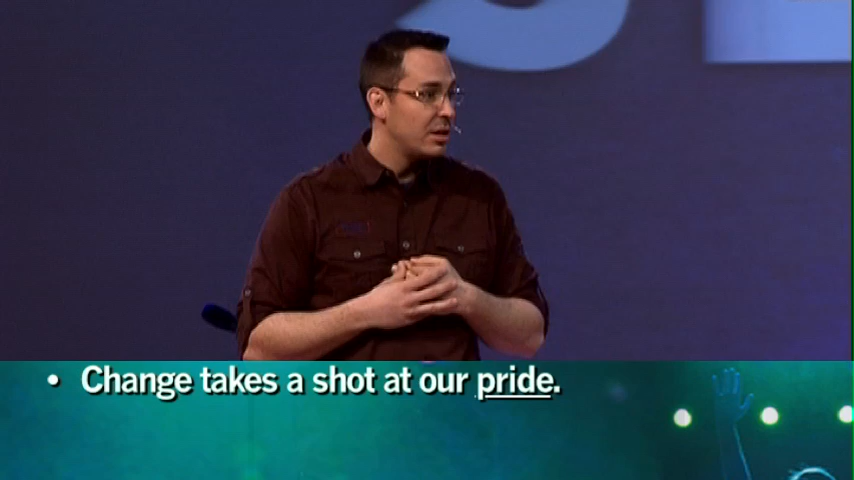 • Change takes a shot at our pride.